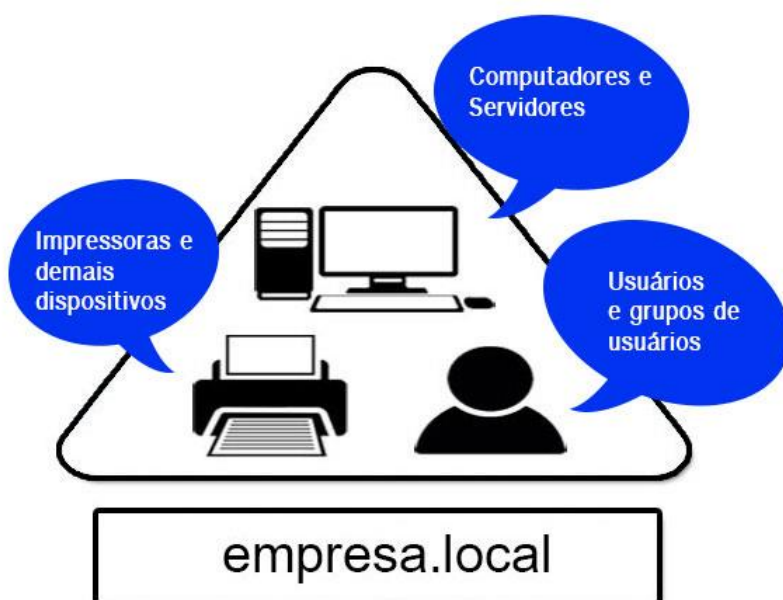 Computadores e
Servidores
Impressoras e
demais
dispositivos
Usuários
e grupos de
usuários
empresa.local